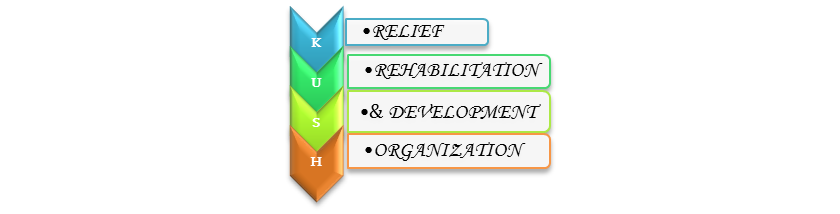 K •RELIEF
U •REHABILITATION
S •& DEVELOPMENT
H •ORGANIZATION